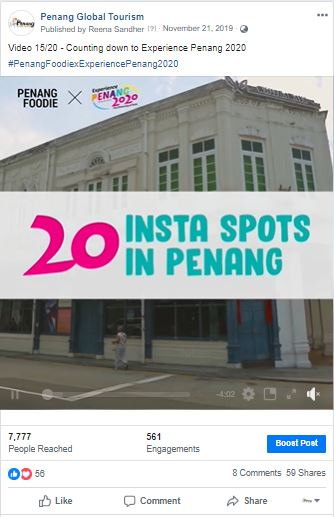 Penang Global Tourism
Published by Reena Sandher [?] · November 21, 2019 ·
Video 15/20 - Counting down to Experience Penang 2020
#PenangFoodiexExperiencePenang2020
PENANG FOODIE
Experience PENANG 2020
20 INSTA SPOTS IN PENANG
-4:02
7,777
561
People Reached
Engagements
Boost Post
56
8 Comments 59 Shares
Like
Comment
Share